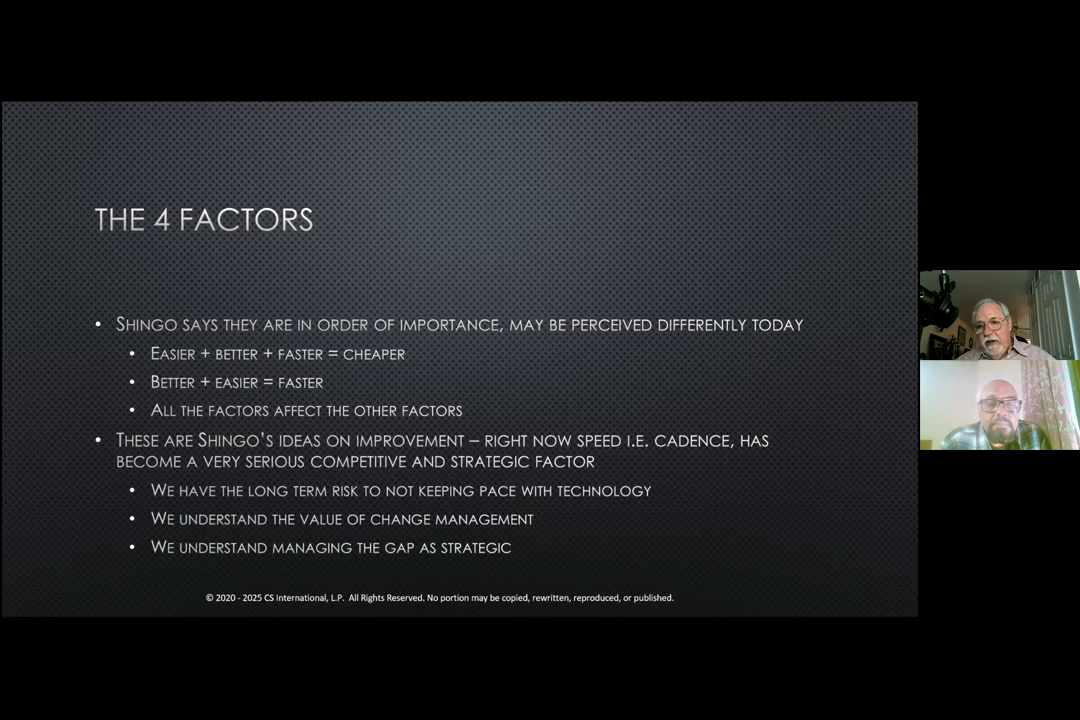 THE 4 FACTORS
• SHINGO SAYS THEY ARE IN ORDER OF IMPORTANCE, MAY BE PERCEIVED DIFFERENTLY TODAY
• EASIER + BETTER + FASTER = CHEAPER
• BETTER + EASIER = FASTER
• ALL THE FACTORS AFFECT THE OTHER FACTORS
• THESE ARE SHINGO'S IDEAS ON IMPROVEMENT – RIGHT NOW SPEED I.E. CADENCE, HAS
BECOME A VERY SERIOUS COMPETITIVE AND STRATEGIC FACTOR
• WE HAVE THE LONG TERM RISK TO NOT KEEPING PACE WITH TECHNOLOGY
• WE UNDERSTAND THE VALUE OF CHANGE MANAGEMENT
• WE UNDERSTAND MANAGING THE GAP AS STRATEGIC
© 2020 - 2025 CS International, L.P. All Rights Reserved. No portion may be copied, rewritten, reproduced, or published.